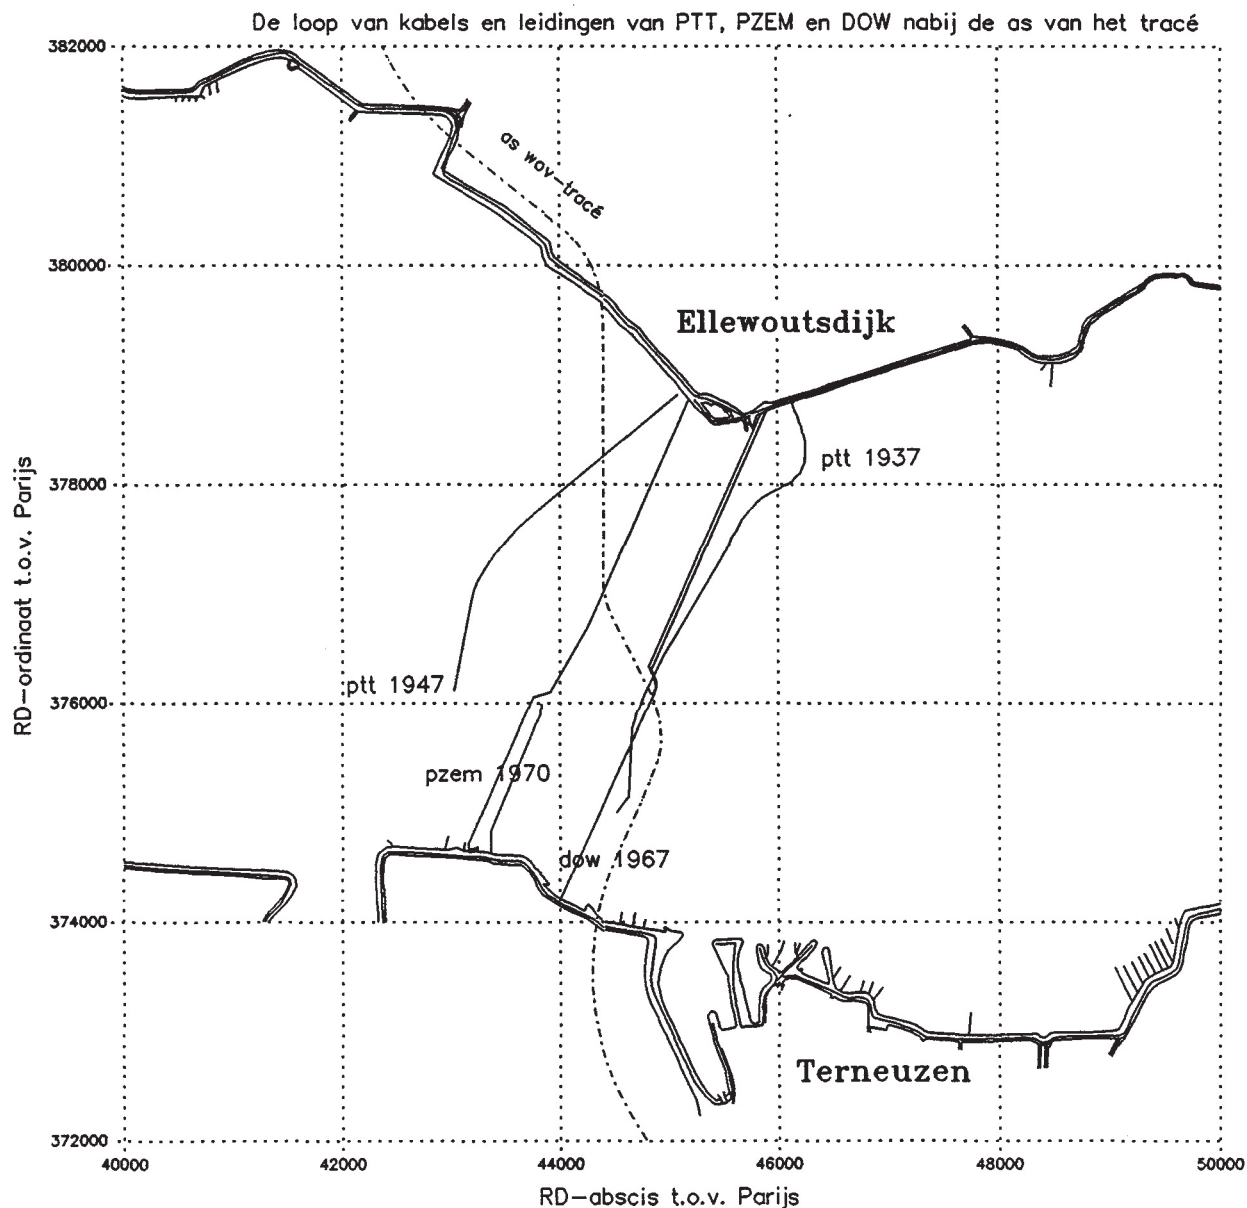 De loop van kabels en leidingen van PTT, PZEM en DOW nabij de as van het tracé
382000
as wov-tracé
380000
Ellewoutsdijk
ptt 1937
378000
RD-ordinaat t.o.v. Parijs
ptt 1947
376000
pzem 1970
dow 1967
374000
Terneuzen
372000
40000 42000 44000 46000 48000 50000
RD-abscis t.o.v. Parijs